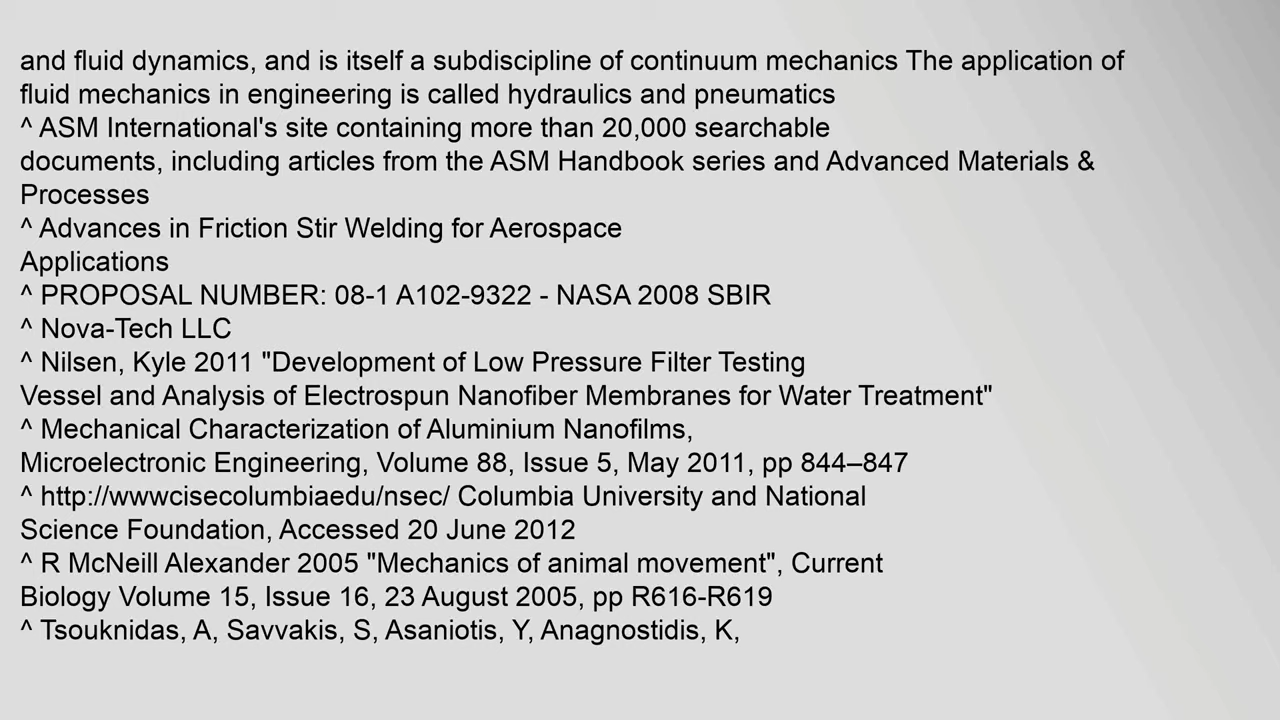 and fluid dynamics, and is itself a subdiscipline of continuum mechanics The application of
fluid mechanics in engineering is called hydraulics and pneumatics
^ ASM International's site containing more than 20,000 searchable
documents, including articles from the ASM Handbook series and Advanced Materials &
Processes
^ Advances in Friction Stir Welding for Aerospace
Applications
^ PROPOSAL NUMBER: 08-1 A102-9322 - NASA 2008 SBIR
^ Nova-Tech LLC
^ Nilsen, Kyle 2011 "Development of Low Pressure Filter Testing
Vessel and Analysis of Electrospun Nanofiber Membranes for Water Treatment"
^ Mechanical Characterization of Aluminium Nanofilms,
Microelectronic Engineering, Volume 88, Issue 5, May 2011, pp 844–847
^ http://wwwcisecolumbiaedu/nsec/ Columbia University and National
Science Foundation, Accessed 20 June 2012
^ R McNeill Alexander 2005 "Mechanics of animal movement", Current
Biology Volume 15, Issue 16, 23 August 2005, pp R616-R619
^ Tsouknidas, A, Savvakis, S, Asaniotis, Y, Anagnostidis, K,